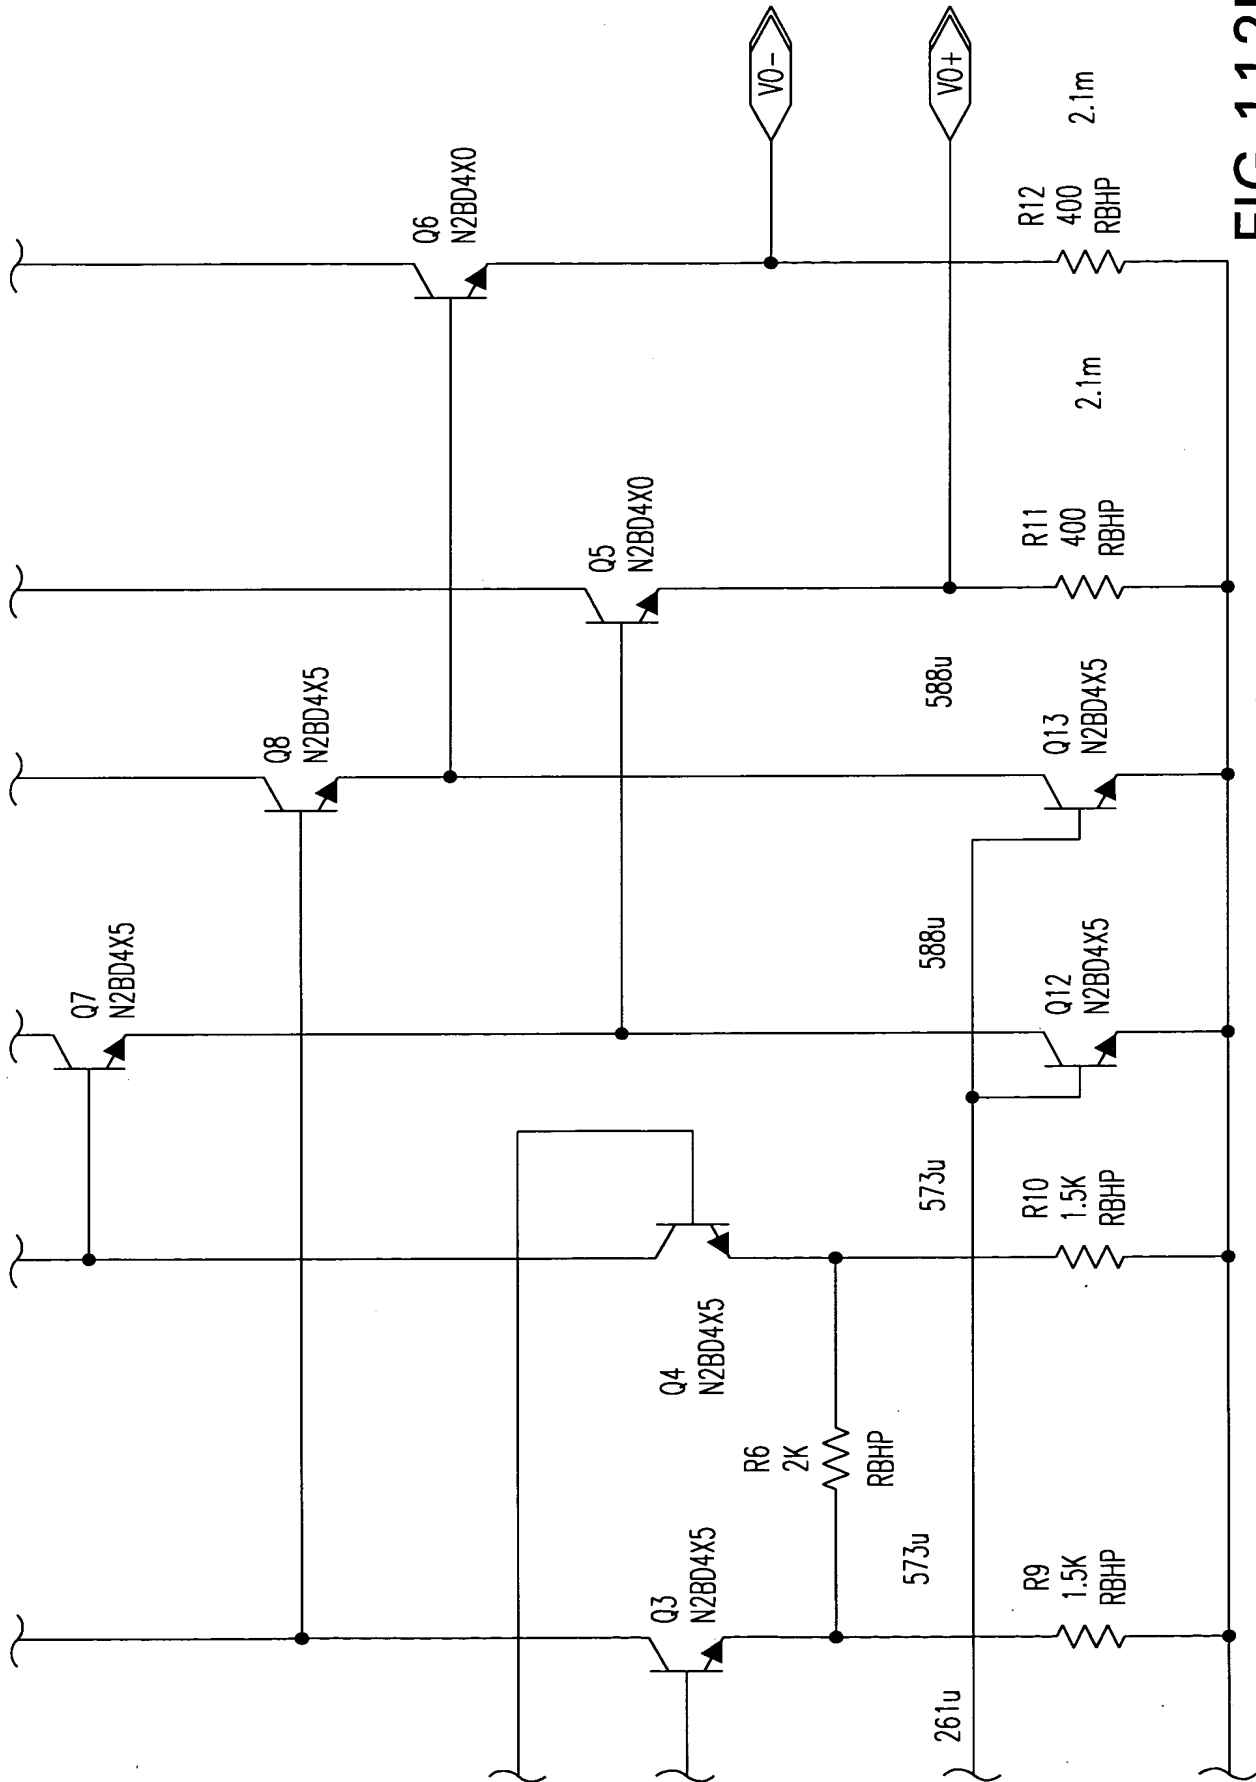 Q7
N2BD4X5
Q8
N2BD4X5
Q6
N2BD4X0
Q5
N2BD4X0
Q3
N2BD4X5
Q4
N2BD4X5
R6
2K
RBHP
VO-
VO+
573u
573u
588u
588u
261u
R9
1.5K
RBHP
R10
1.5K
RBHP
Q12
N2BD4X5
Q13
N2BD4X5
R11
400
RBHP
2.1m
R12
400
RBHP
2.1m